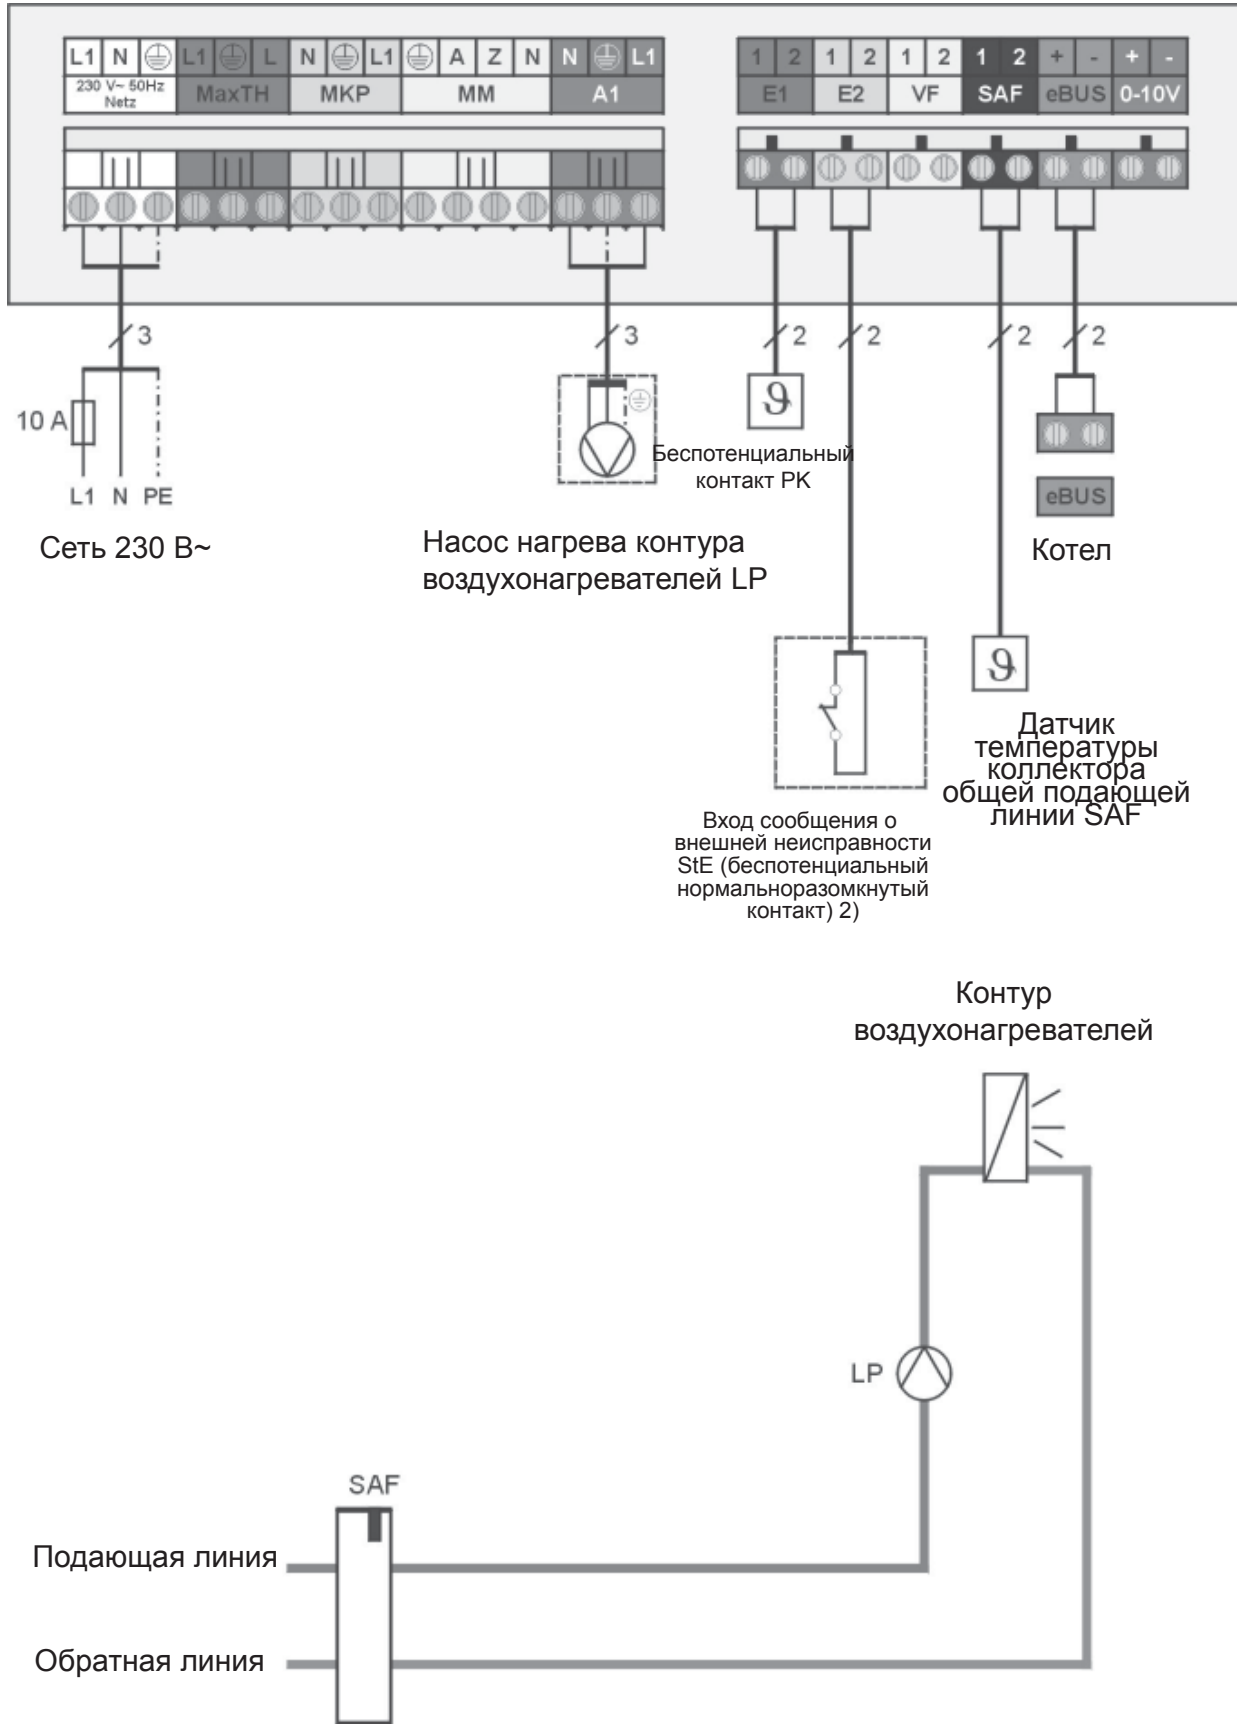 L1 N L1 L N L1 A Z N N L1
230 V~ 50Hz
Netz
MaxTH MKP MM A1
1 2 1 2 1 2 1 2 + - + -
E1 E2 VF SAF eBUS 0-10V
3 3 2 2 2 2
10 A
L1 N PE
Сеть 230 В~
Насос нагрева контура
воздухонагревателей LP
ϑ
Беспотенциальный
контакт PK
eBUS
Котел
ϑ
Датчик
температуры
коллектора
общей подающей
линии SAF
Вход сообщения о
внешней неисправности
StE (беспотенциальный
нормальноразомкнутый
контакт) 2)
Контур
воздухонагревателей
LP
SAF
Подающая линия
Обратная линия